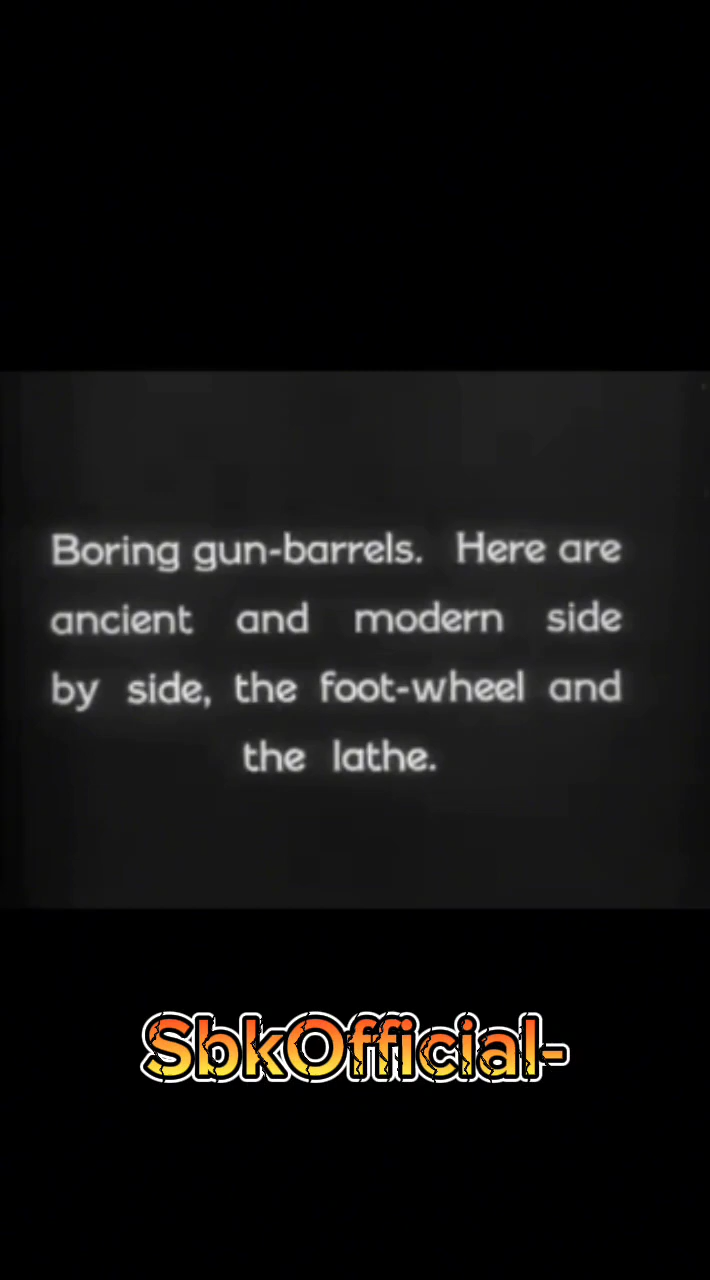 Boring gun-barrels. Here are
ancient and modern side
by side, the foot-wheel and
the lathe.
SbkOfficial-